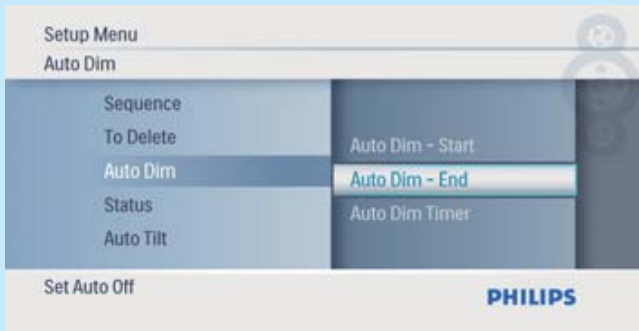 Setup Menu
Auto Dim
Sequence
To Delete
Auto Dim
Status
Auto Tilt
Auto Dim - Start
Auto Dim - End
Auto Dim Timer
Set Auto Off
PHILIPS